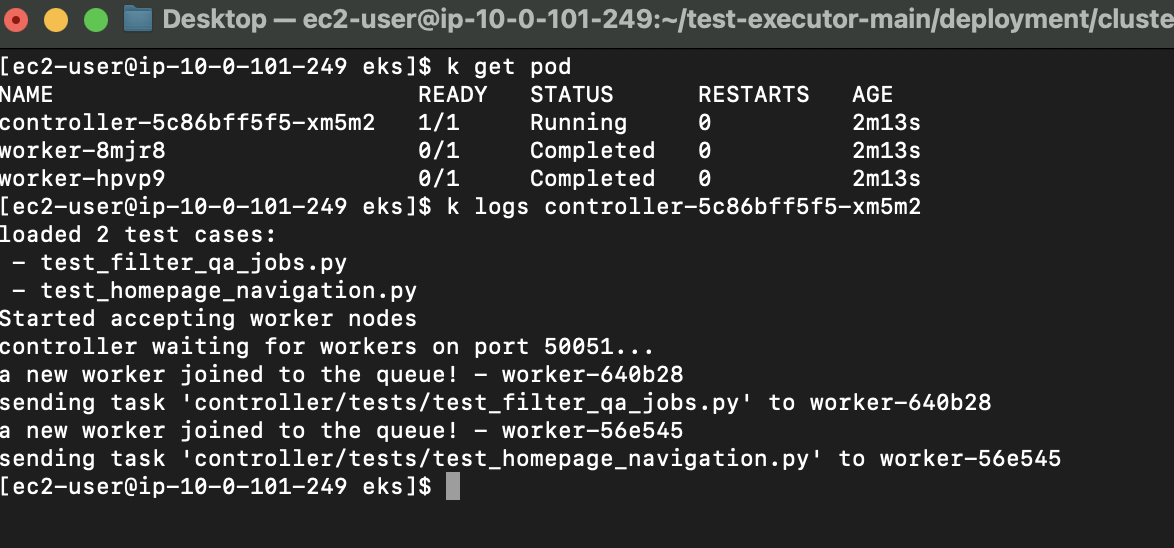 Desktop — ec2-user@ip-10-0-101-249:~/test-executor-main/deployment/cluste
[ec2-user@ip-10-0-101-249 eks]$ k get pod
NAME READY STATUS RESTARTS AGE
controller-5c86bff5f5-xm5m2 1/1 Running 0 2m13s
worker-8mjr8 0/1 Completed 0 2m13s
worker-hpvp9 0/1 Completed 0 2m13s
[ec2-user@ip-10-0-101-249 eks]$ k logs controller-5c86bff5f5-xm5m2
loaded 2 test cases:
- test_filter_qa_jobs.py
- test_homepage_navigation.py
Started accepting worker nodes
controller waiting for workers on port 50051...
a new worker joined to the queue! - worker-640b28
sending task 'controller/tests/test_filter_qa_jobs.py' to worker-640b28
a new worker joined to the queue! - worker-56e545
sending task 'controller/tests/test_homepage_navigation.py' to worker-56e545
[ec2-user@ip-10-0-101-249 eks]$